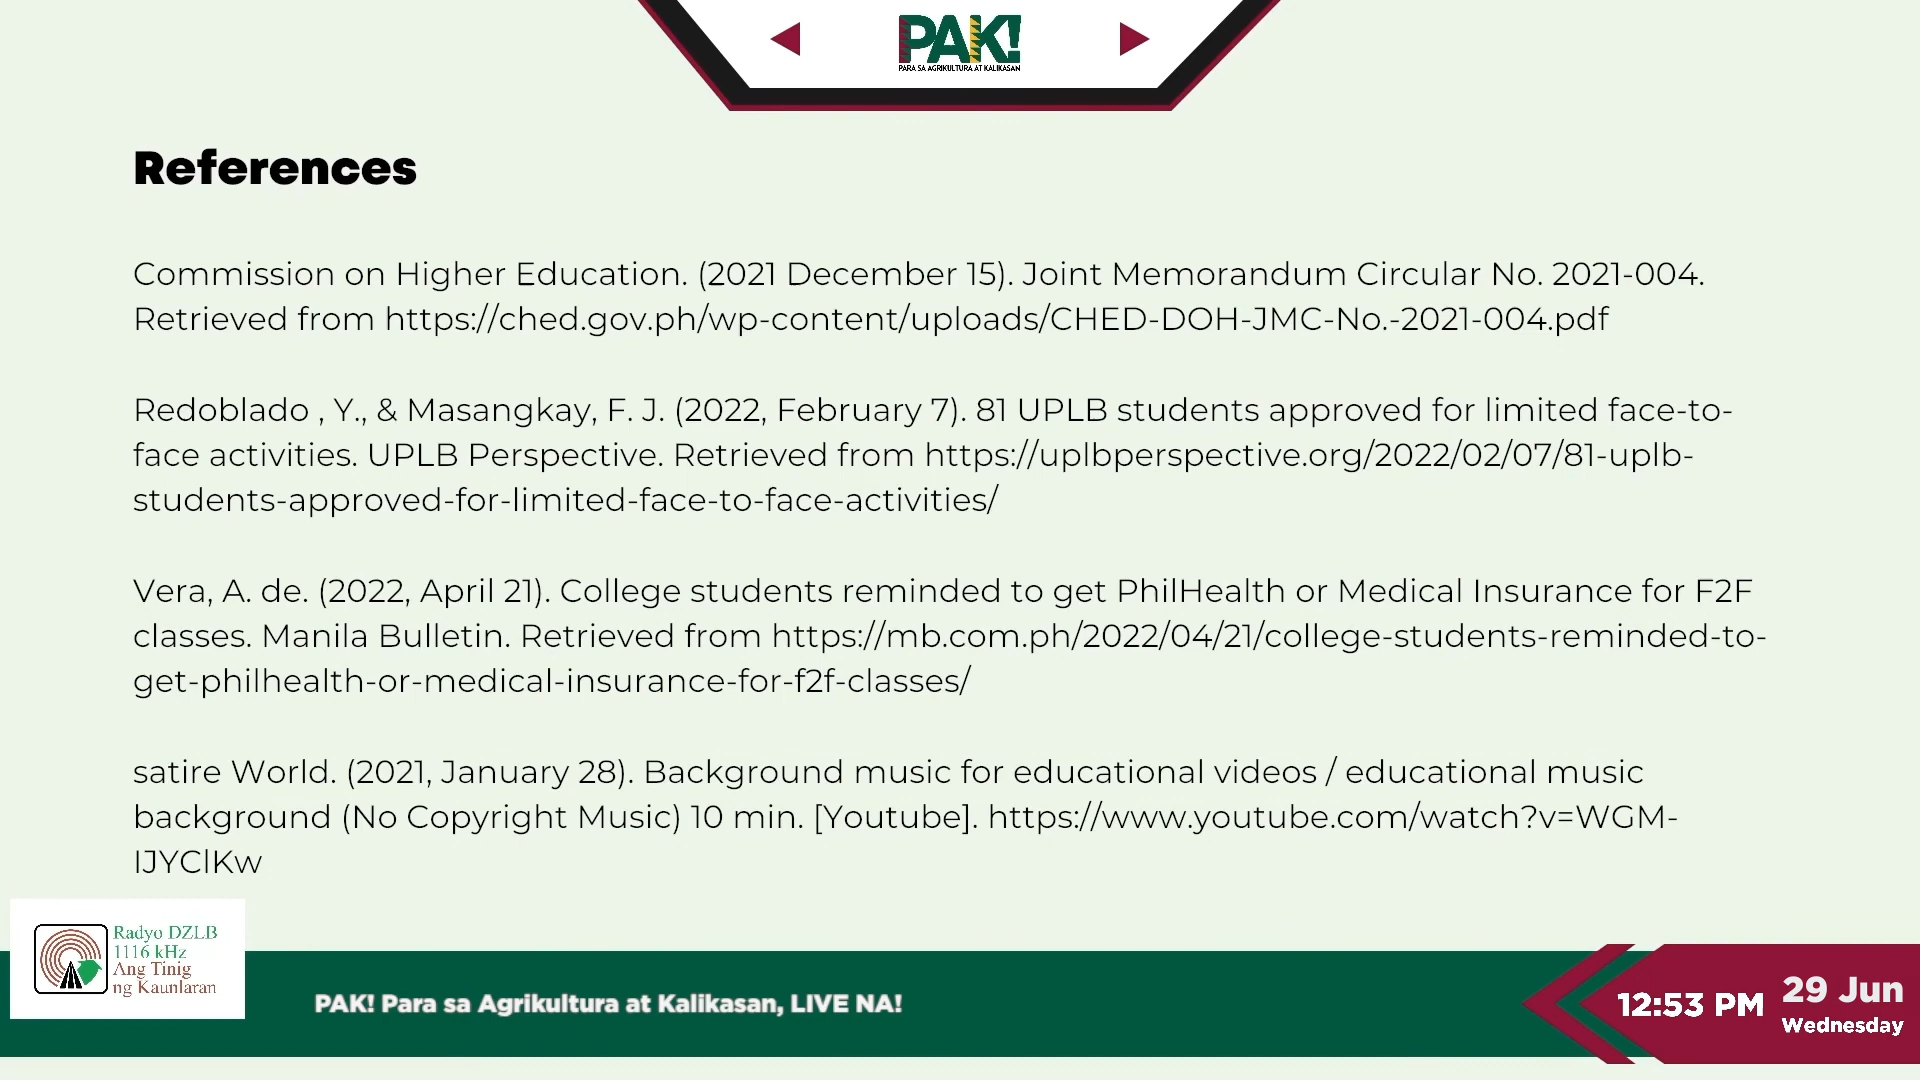 PAK!
PARA SA AGRIKULTURA AT KALIKASAN
References
Commission on Higher Education. (2021 December 15). Joint Memorandum Circular No. 2021-004.
Retrieved from https://ched.gov.ph/wp-content/uploads/CHED-DOH-JMC-No.-2021-004.pdf
Redoblado , Y., & Masangkay, F. J. (2022, February 7). 81 UPLB students approved for limited face-to-
face activities. UPLB Perspective. Retrieved from https://uplbperspective.org/2022/02/07/81-uplb-
students-approved-for-limited-face-to-face-activities/
Vera, A. de. (2022, April 21). College students reminded to get PhilHealth or Medical Insurance for F2F
classes. Manila Bulletin. Retrieved from https://mb.com.ph/2022/04/21/college-students-reminded-to-
get-philhealth-or-medical-insurance-for-f2f-classes/
satire World. (2021, January 28). Background music for educational videos / educational music
background (No Copyright Music) 10 min. [Youtube]. https://www.youtube.com/watch?v=WGM-
IJYClKw
Radyo DZLB
1116 kHz
Ang Tinig
ng Kaunlaran
PAK! Para sa Agrikultura at Kalikasan, LIVE NA!
12:53 PM
29 Jun
Wednesday